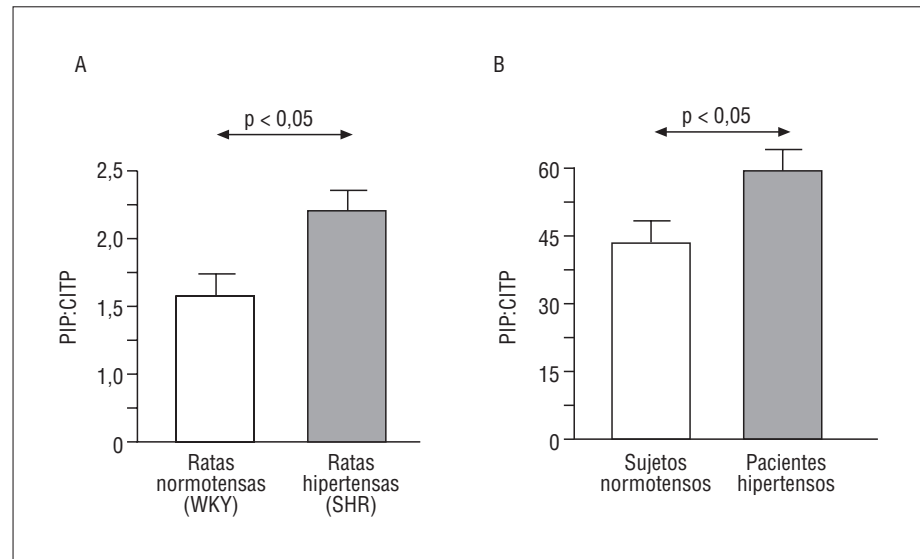 A
p < 0,05
PIP:CITP
2,5
2,0
1,5
1,0
0
Ratas
normotensas
(WKY)
Ratas
hipertensas
(SHR)
B
p < 0,05
PIP:CITP
60
45
30
15
0
Sujetos
normotensos
Pacientes
hipertensos